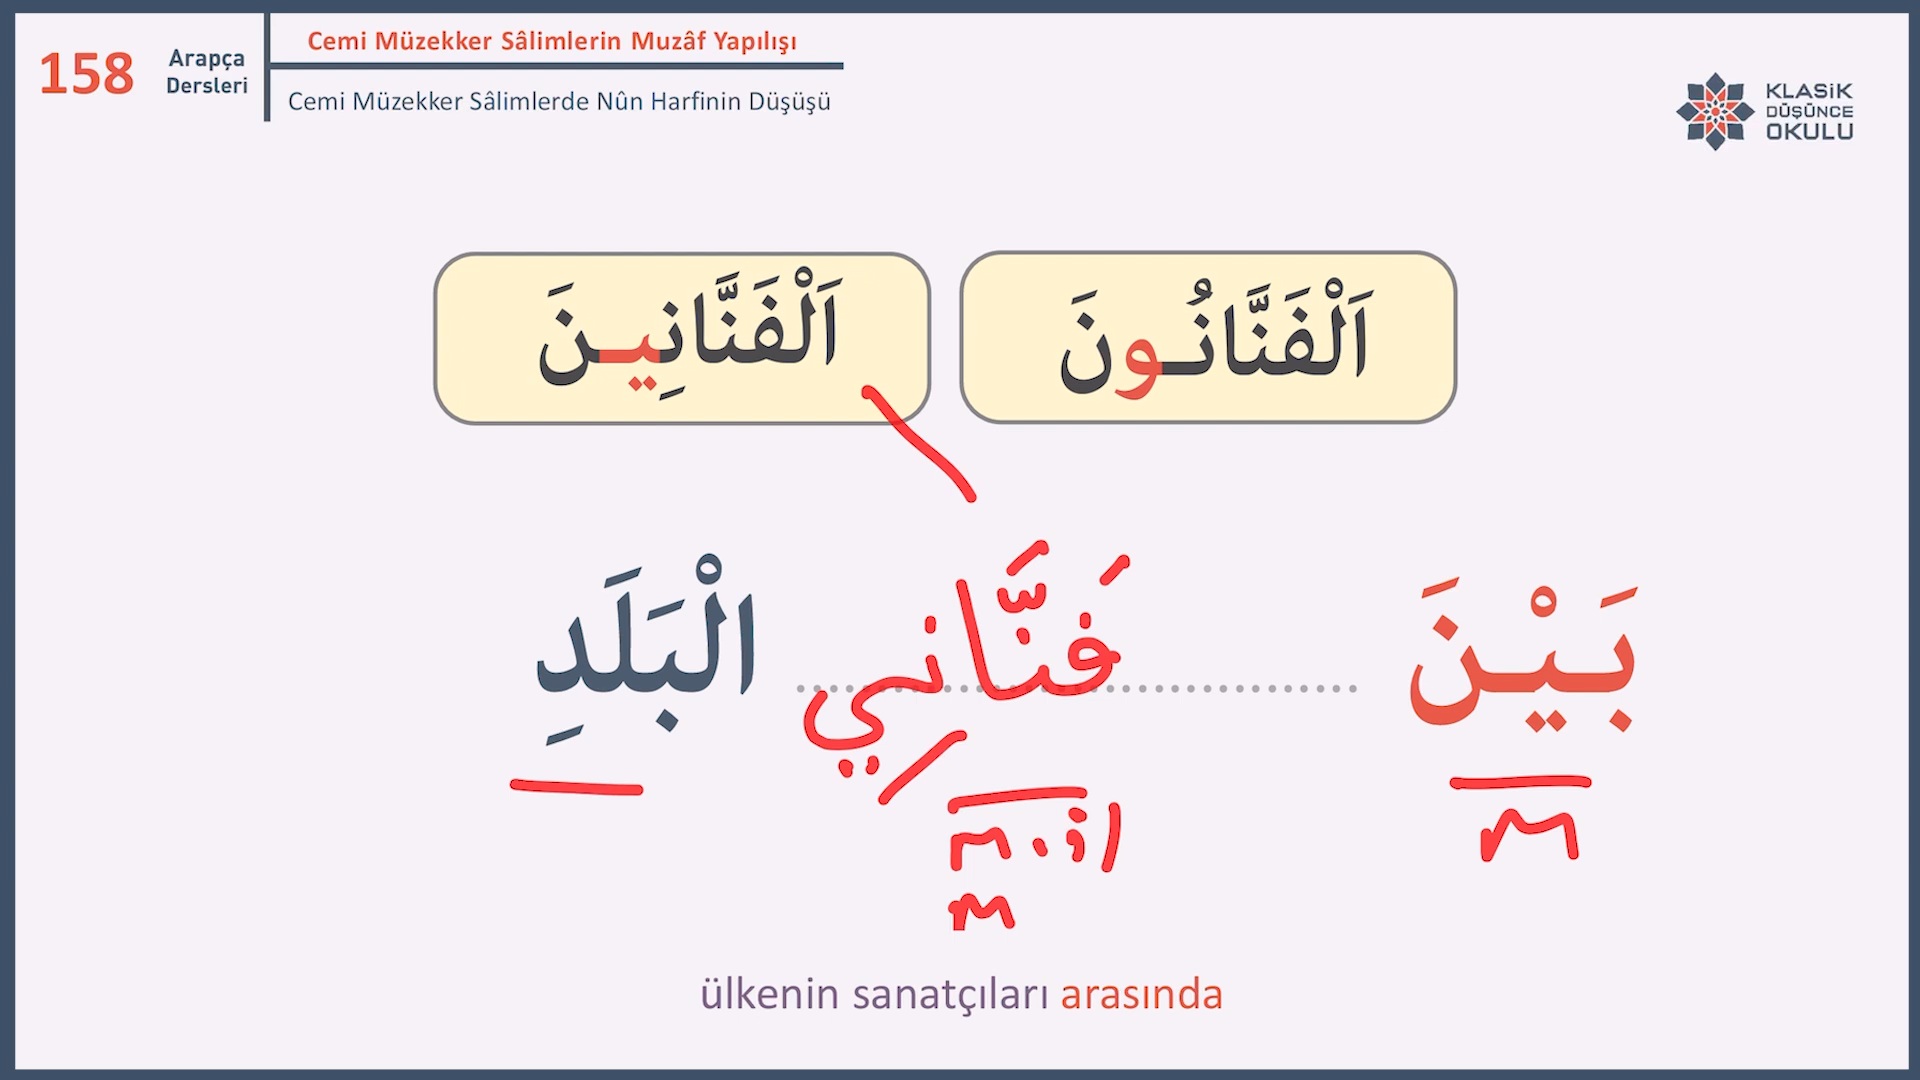 158
Arapça
Dersleri
Cemi Müzekker Sâlimlerin Muzâf Yapılışı
Cemi Müzekker Sâlimlerde Nûn Harfinin Düşüşü
KLASiK
DÜŞÜNCE
OKULU
اَلْفَنَّانُونَ
اَلْفَنَّانِينَ
بَيْنَ فَنَّانِي الْبَلَدِ
م
م
ülkenin sanatçıları arasında